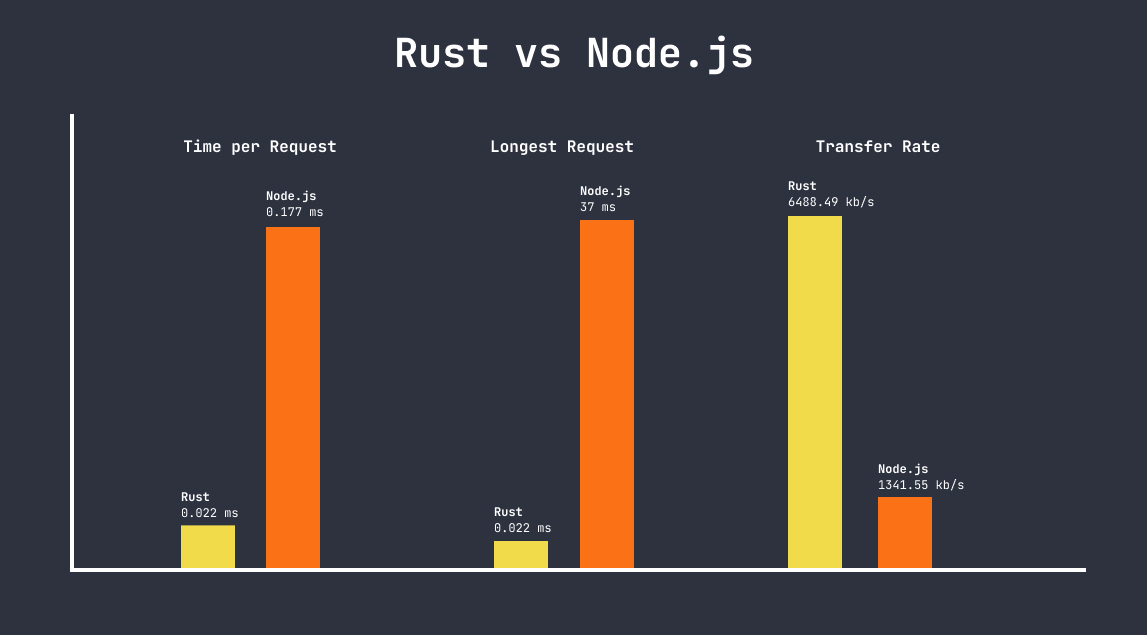 Rust vs Node.js
Time per Request
Node.js
0.177 ms
Rust
0.022 ms
Longest Request
Node.js
37 ms
Rust
0.022 ms
Transfer Rate
Rust
6488.49 kb/s
Node.js
1341.55 kb/s